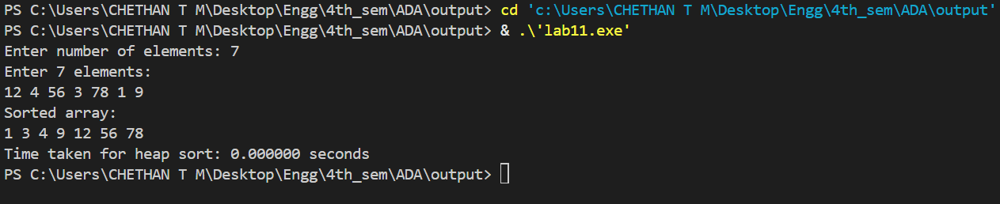 PS C:\Users\CHETHAN T M\Desktop\Engg\4th_sem\ADA\output> cd 'c:\Users\CHETHAN T M\Desktop\Engg\4th_sem\ADA\output'
PS C:\Users\CHETHAN T M\Desktop\Engg\4th_sem\ADA\output> & .\'lab11.exe'
Enter number of elements: 7
Enter 7 elements:
12 4 56 3 78 1 9
Sorted array:
1 3 4 9 12 56 78
Time taken for heap sort: 0.000000 seconds
PS C:\Users\CHETHAN T M\Desktop\Engg\4th_sem\ADA\output>